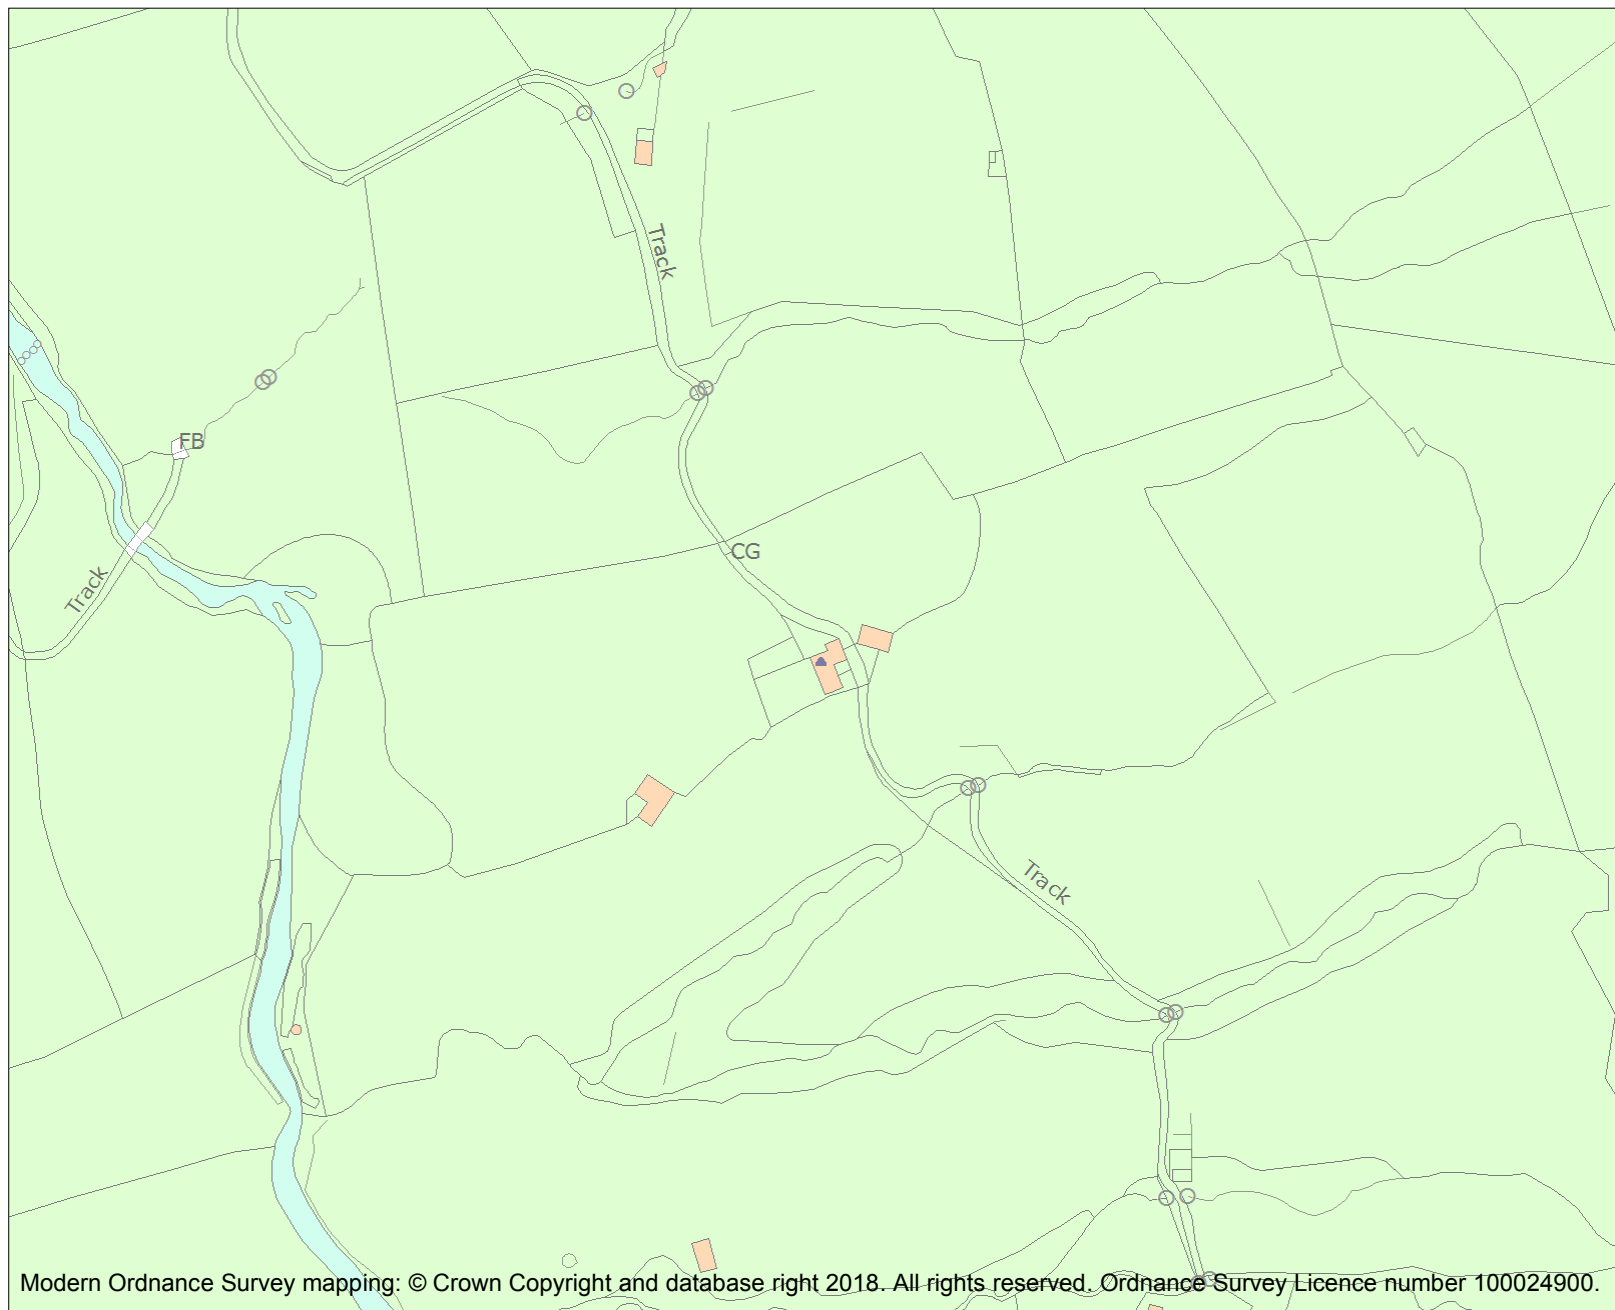 Track
FB
CG
Track
Track
Modern Ordnance Survey mapping: © Crown Copyright and database right 2018. All rights reserved. Ordnance Survey Licence number 100024900.